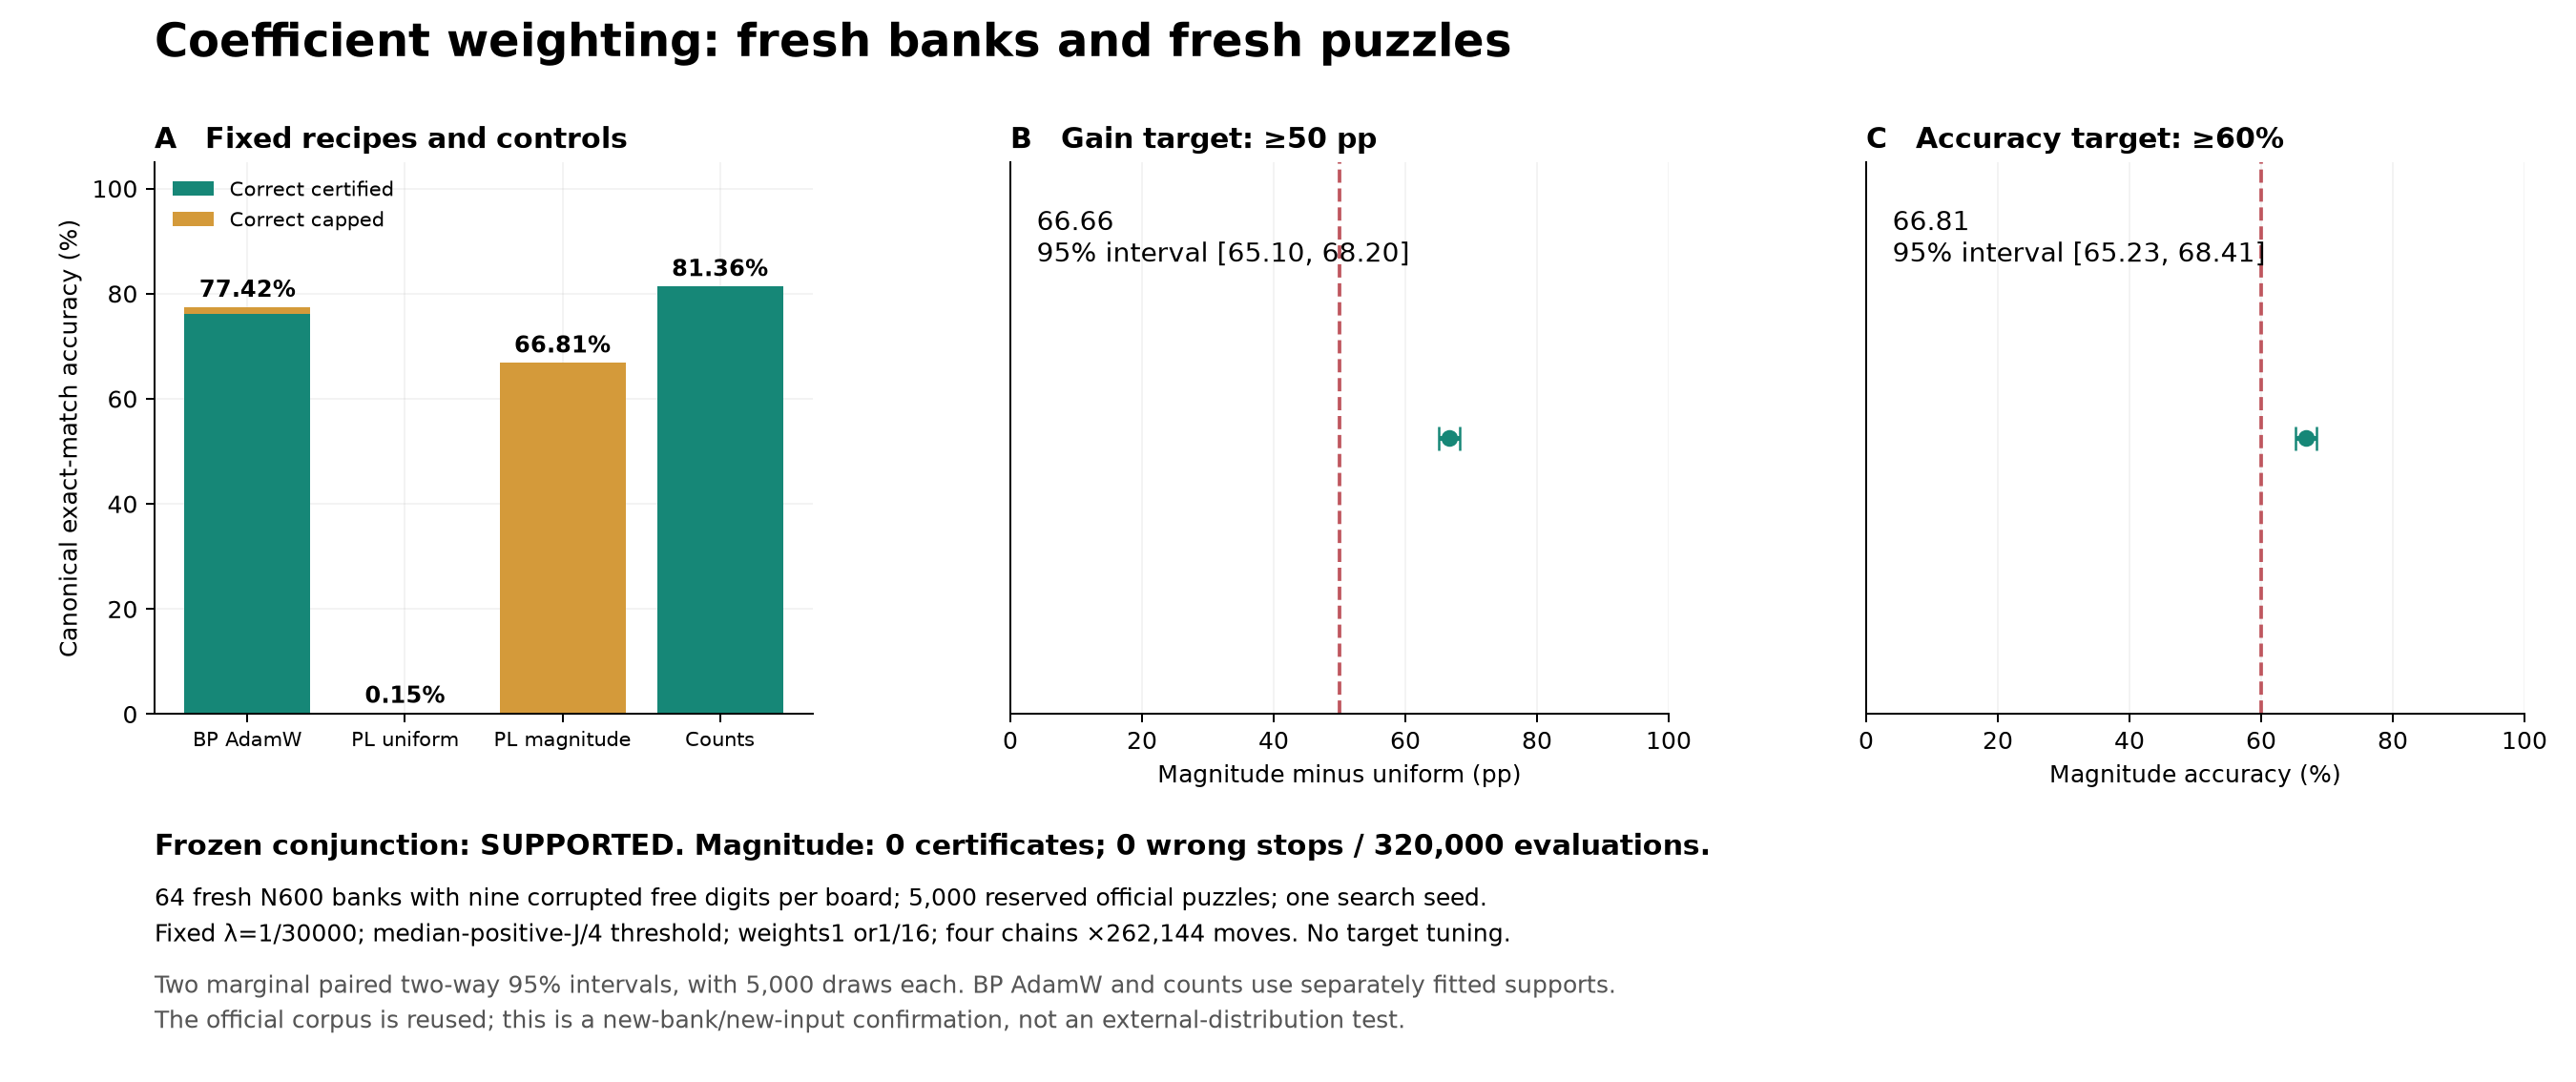 Coefficient weighting: fresh banks and fresh puzzles
A Fixed recipes and controls
Canonical exact-match accuracy (%)
100
80
60
40
20
0
Correct certified
Correct capped
77.42%
0.15%
66.81%
81.36%
BP AdamW
PL uniform
PL magnitude
Counts
B Gain target: ≥50 pp
66.66
95% interval [65.10, 68.20]
0 20 40 60 80 100
Magnitude minus uniform (pp)
C Accuracy target: ≥60%
66.81
95% interval [65.23, 68.41]
0 20 40 60 80 100
Magnitude accuracy (%)
Frozen conjunction: SUPPORTED. Magnitude: 0 certificates; 0 wrong stops / 320,000 evaluations.
64 fresh N600 banks with nine corrupted free digits per board; 5,000 reserved official puzzles; one search seed.
Fixed λ=1/30000; median-positive-J/4 threshold; weights1 or1/16; four chains ×262,144 moves. No target tuning.
Two marginal paired two-way 95% intervals, with 5,000 draws each. BP AdamW and counts use separately fitted supports.
The official corpus is reused; this is a new-bank/new-input confirmation, not an external-distribution test.